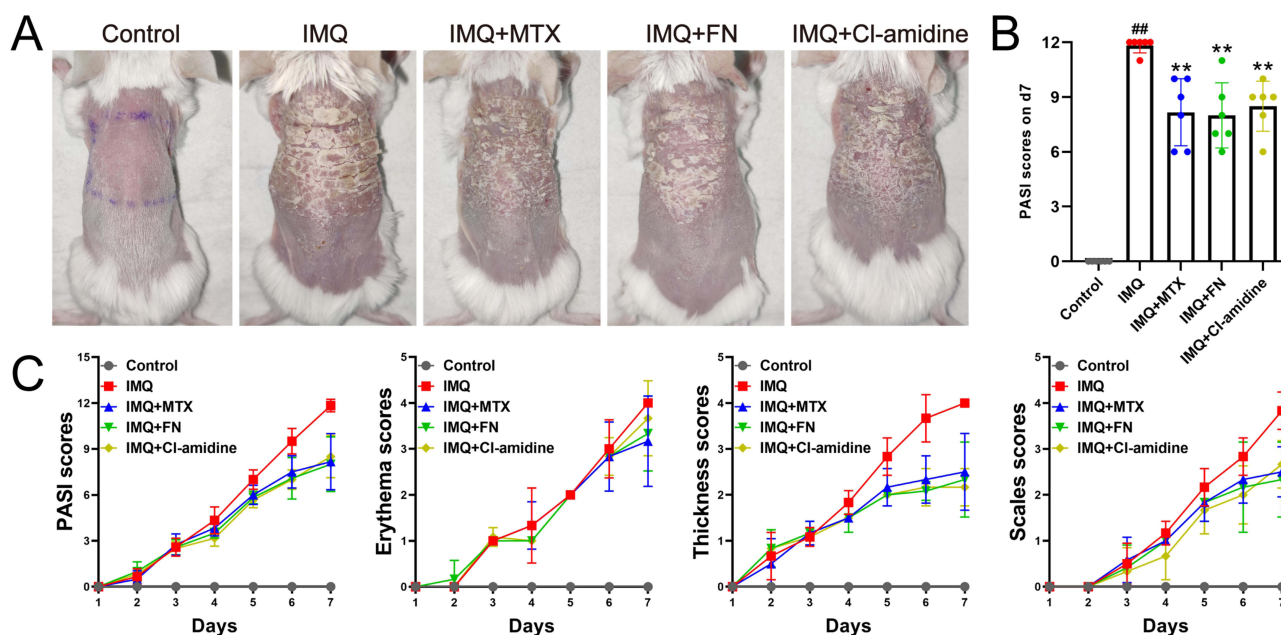 A
Control
IMQ
IMQ+MTX
IMQ+FN
IMQ+Cl-amidine
B
PASI scores on d7
12
9
6
3
0
##
**
**
**
Control
IMQ
IMQ+MTX
IMQ+FN
IMQ+Cl-amidine
C
PASI scores
15
12
9
6
3
0
Control
IMQ
IMQ+MTX
IMQ+FN
IMQ+Cl-amidine
1 2 3 4 5 6 7
Days
Erythema scores
5
4
3
2
1
0
Control
IMQ
IMQ+MTX
IMQ+FN
IMQ+Cl-amidine
1 2 3 4 5 6 7
Days
Thickness scores
5
4
3
2
1
0
Control
IMQ
IMQ+MTX
IMQ+FN
IMQ+Cl-amidine
1 2 3 4 5 6 7
Days
Scales scores
5
4
3
2
1
0
Control
IMQ
IMQ+MTX
IMQ+FN
IMQ+Cl-amidine
1 2 3 4 5 6 7
Days